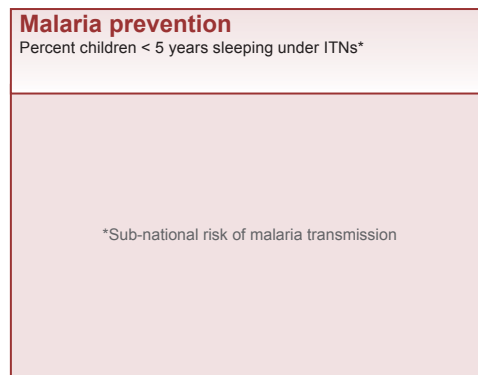 Malaria prevention
Percent children < 5 years sleeping under ITNs*
*Sub-national risk of malaria transmission